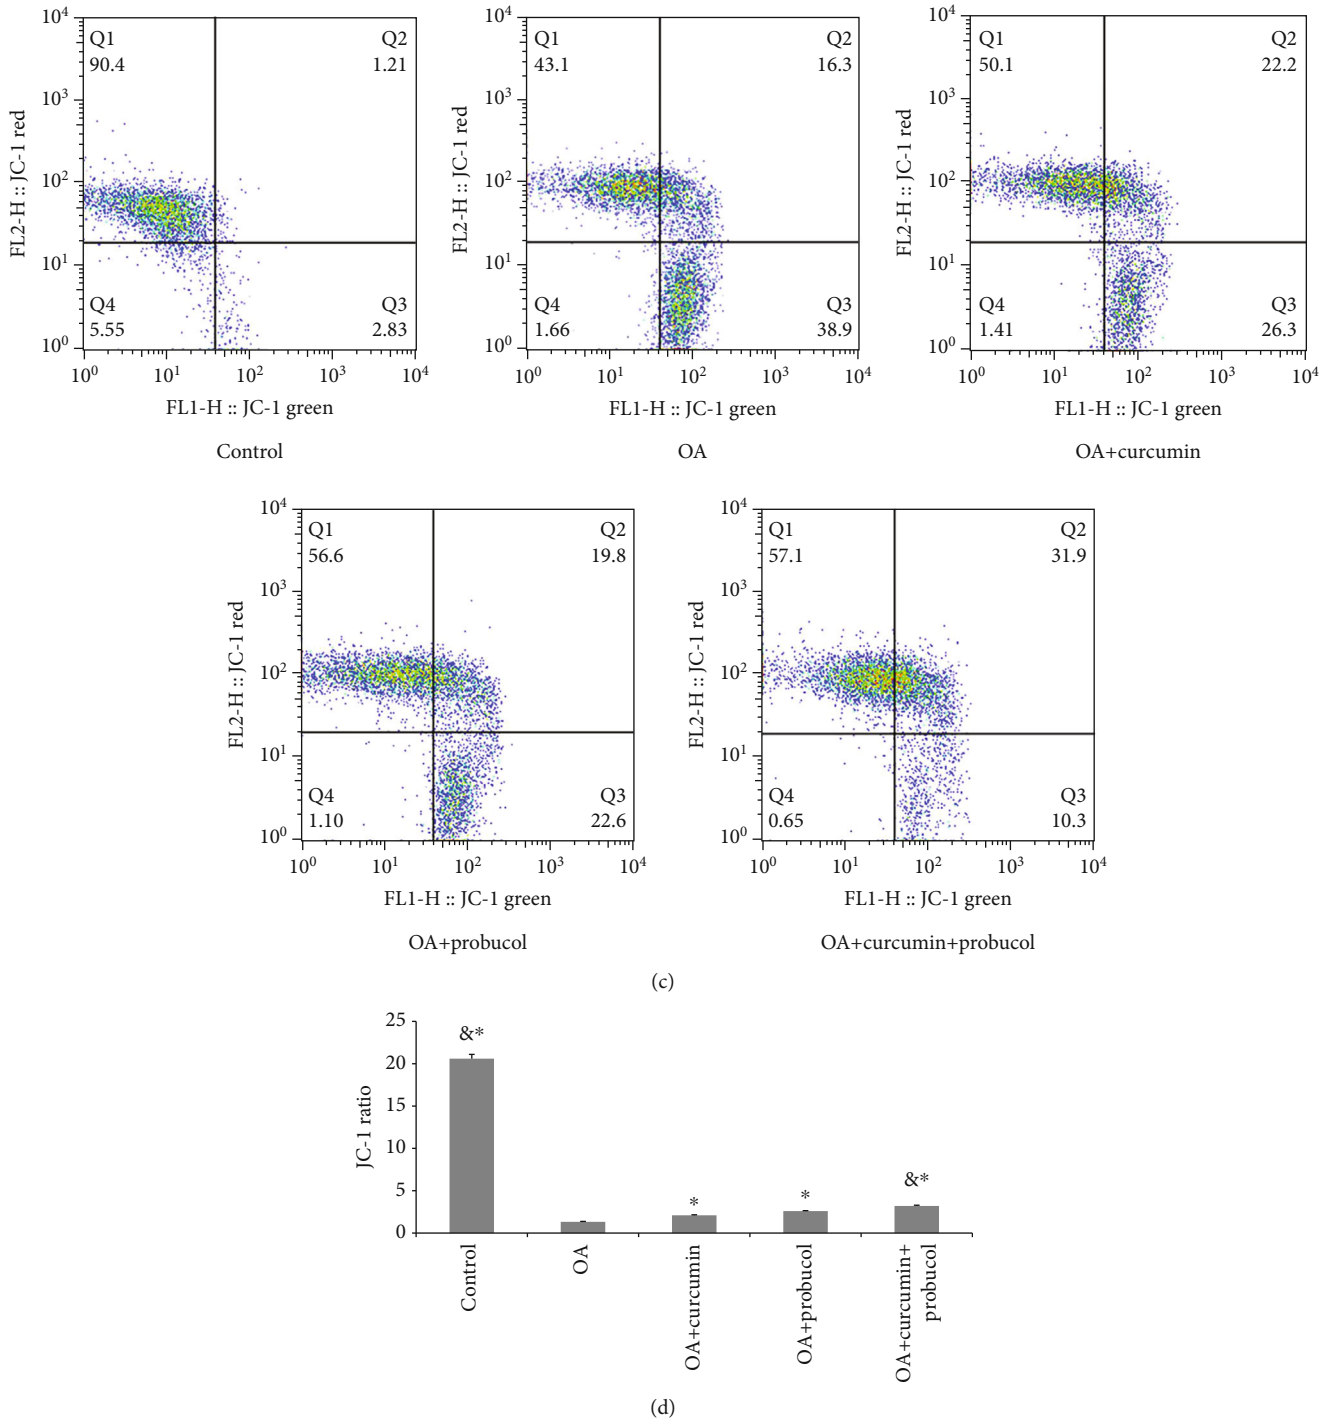 10⁴
10³
10²
10¹
10⁰
FL2-H :: JC-1 red
Q1
90.4
Q2
1.21
Q4
5.55
Q3
2.83
10⁰ 10¹ 10² 10³ 10⁴
FL1-H :: JC-1 green
Control
10⁴
10³
10²
10¹
10⁰
FL2-H :: JC-1 red
Q1
43.1
Q2
16.3
Q4
1.66
Q3
38.9
10⁰ 10¹ 10² 10³ 10⁴
FL1-H :: JC-1 green
OA
10⁴
10³
10²
10¹
10⁰
FL2-H :: JC-1 red
Q1
50.1
Q2
22.2
Q4
1.41
Q3
26.3
10⁰ 10¹ 10² 10³ 10⁴
FL1-H :: JC-1 green
OA+curcumin
10⁴
10³
10²
10¹
10⁰
FL2-H :: JC-1 red
Q1
56.6
Q2
19.8
Q4
1.10
Q3
22.6
10⁰ 10¹ 10² 10³ 10⁴
FL1-H :: JC-1 green
OA+probucol
10⁴
10³
10²
10¹
10⁰
FL2-H :: JC-1 red
Q1
57.1
Q2
31.9
Q4
0.65
Q3
10.3
10⁰ 10¹ 10² 10³ 10⁴
FL1-H :: JC-1 green
OA+curcumin+probucol
(c)
25
20
15
10
5
0
JC-1 ratio
&*
*
*
&*
Control
OA
OA+curcumin
OA+probucol
OA+curcumin+
probucol
(d)